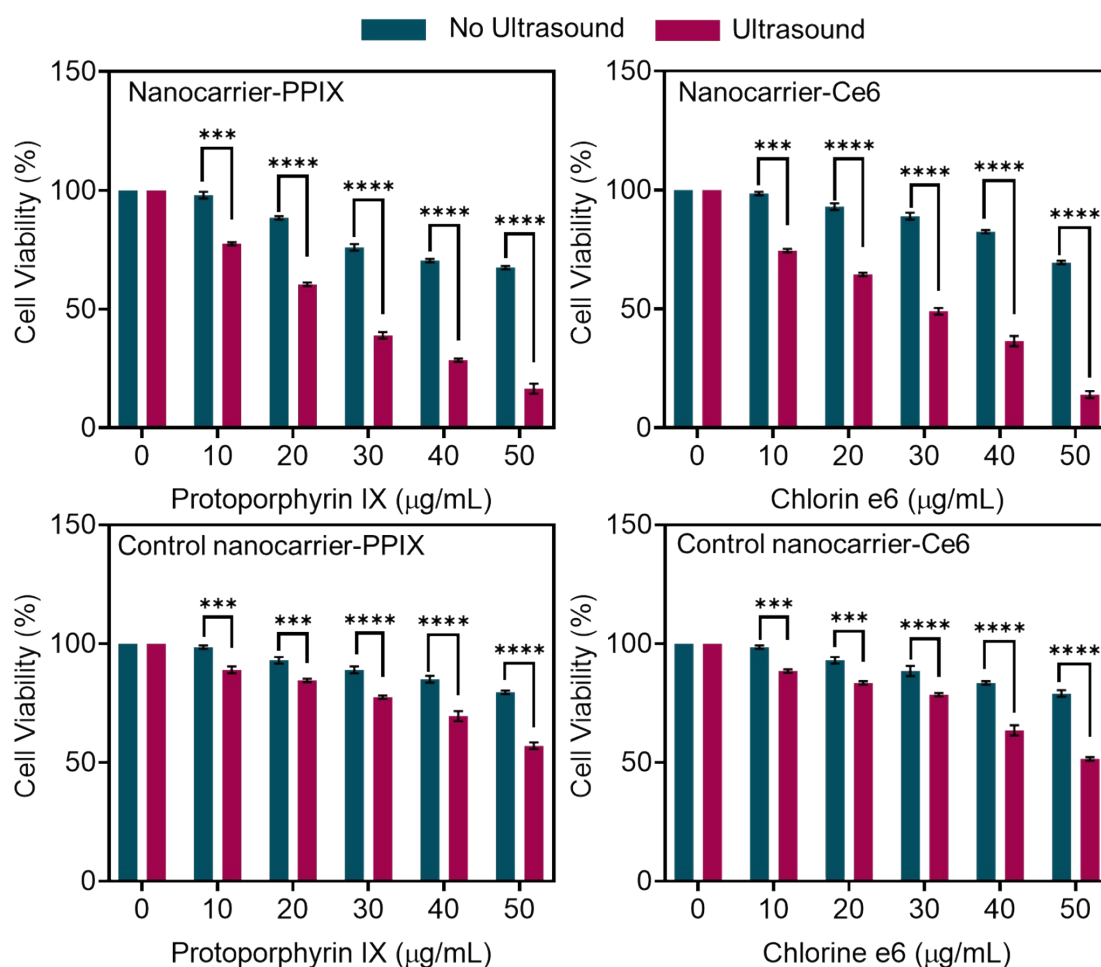 No Ultrasound Ultrasound
150
100
50
0
Cell Viability (%)
Nanocarrier-PPIX
*** **** **** **** ****
0 10 20 30 40 50
Protoporphyrin IX (μg/mL)
150
100
50
0
Cell Viability (%)
Nanocarrier-Ce6
*** **** **** **** ****
0 10 20 30 40 50
Chlorin e6 (μg/mL)
150
100
50
0
Cell Viability (%)
Control nanocarrier-PPIX
*** *** **** **** ****
0 10 20 30 40 50
Protoporphyrin IX (μg/mL)
150
100
50
0
Cell Viability (%)
Control nanocarrier-Ce6
*** *** **** **** ****
0 10 20 30 40 50
Chlorine e6 (μg/mL)